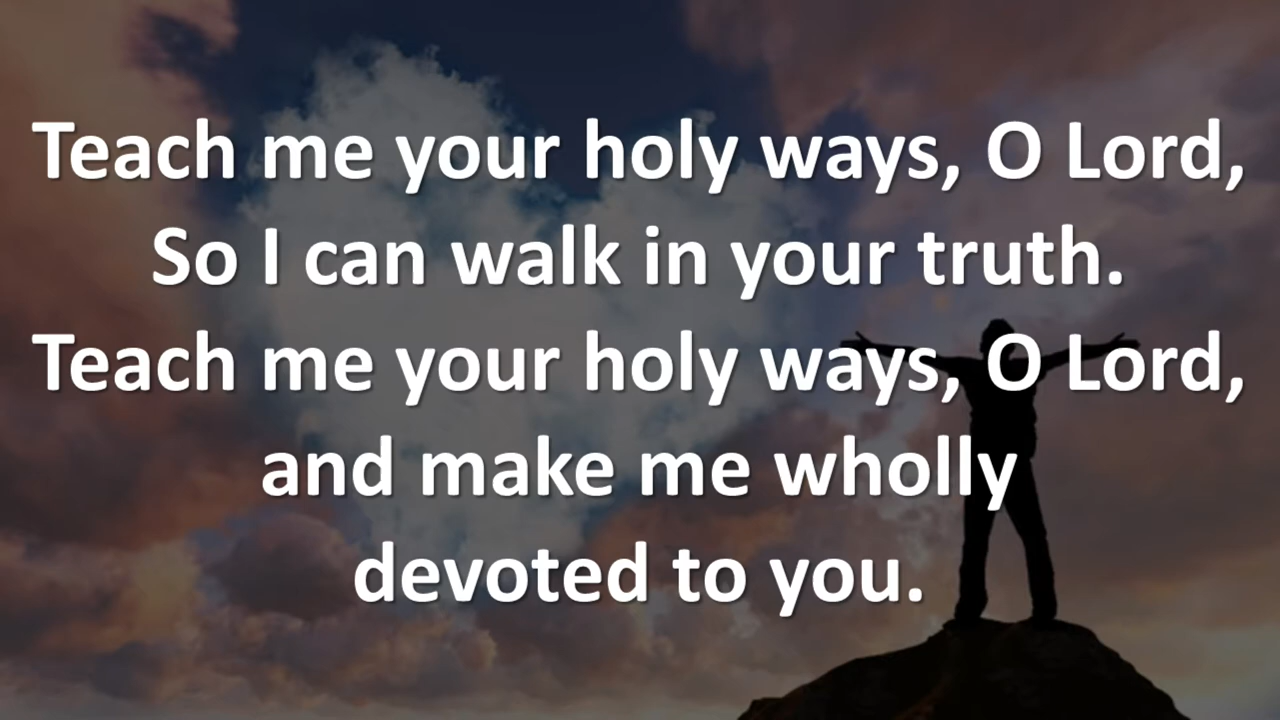 Teach me your holy ways, O Lord,
So I can walk in your truth.
Teach me your holy ways, O Lord,
and make me wholly
devoted to you.